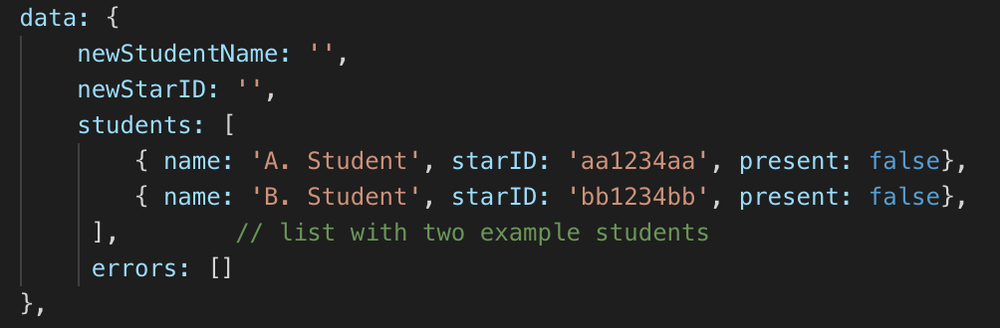 data: {
    newStudentName: '',
    newStarID: '',
    students: [
        { name: 'A. Student', starID: 'aa1234aa', present: false},
        { name: 'B. Student', starID: 'bb1234bb', present: false},
     ],        // list with two example students
     errors: []
},